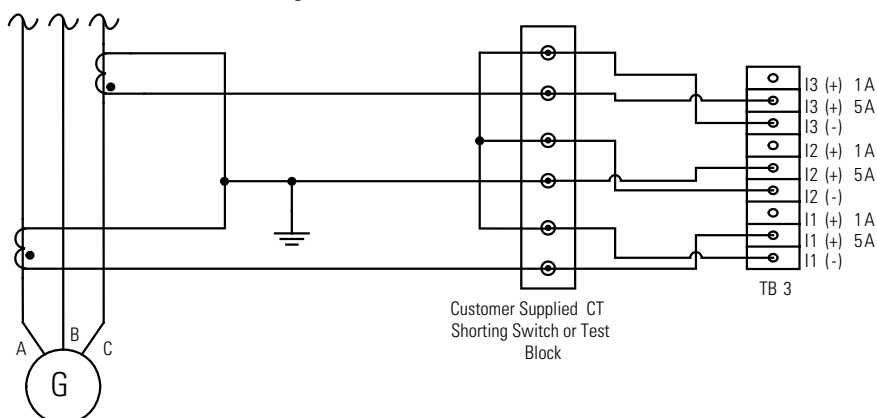 I3 (+) 1A
I3 (+) 5A
I3 (-)
I2 (+) 1A
I2 (+) 5A
I2 (-)
I1 (+) 1A
I1 (+) 5A
I1 (-)
TB 3
Customer Supplied CT
Shorting Switch or Test
Block
A
B
C
G